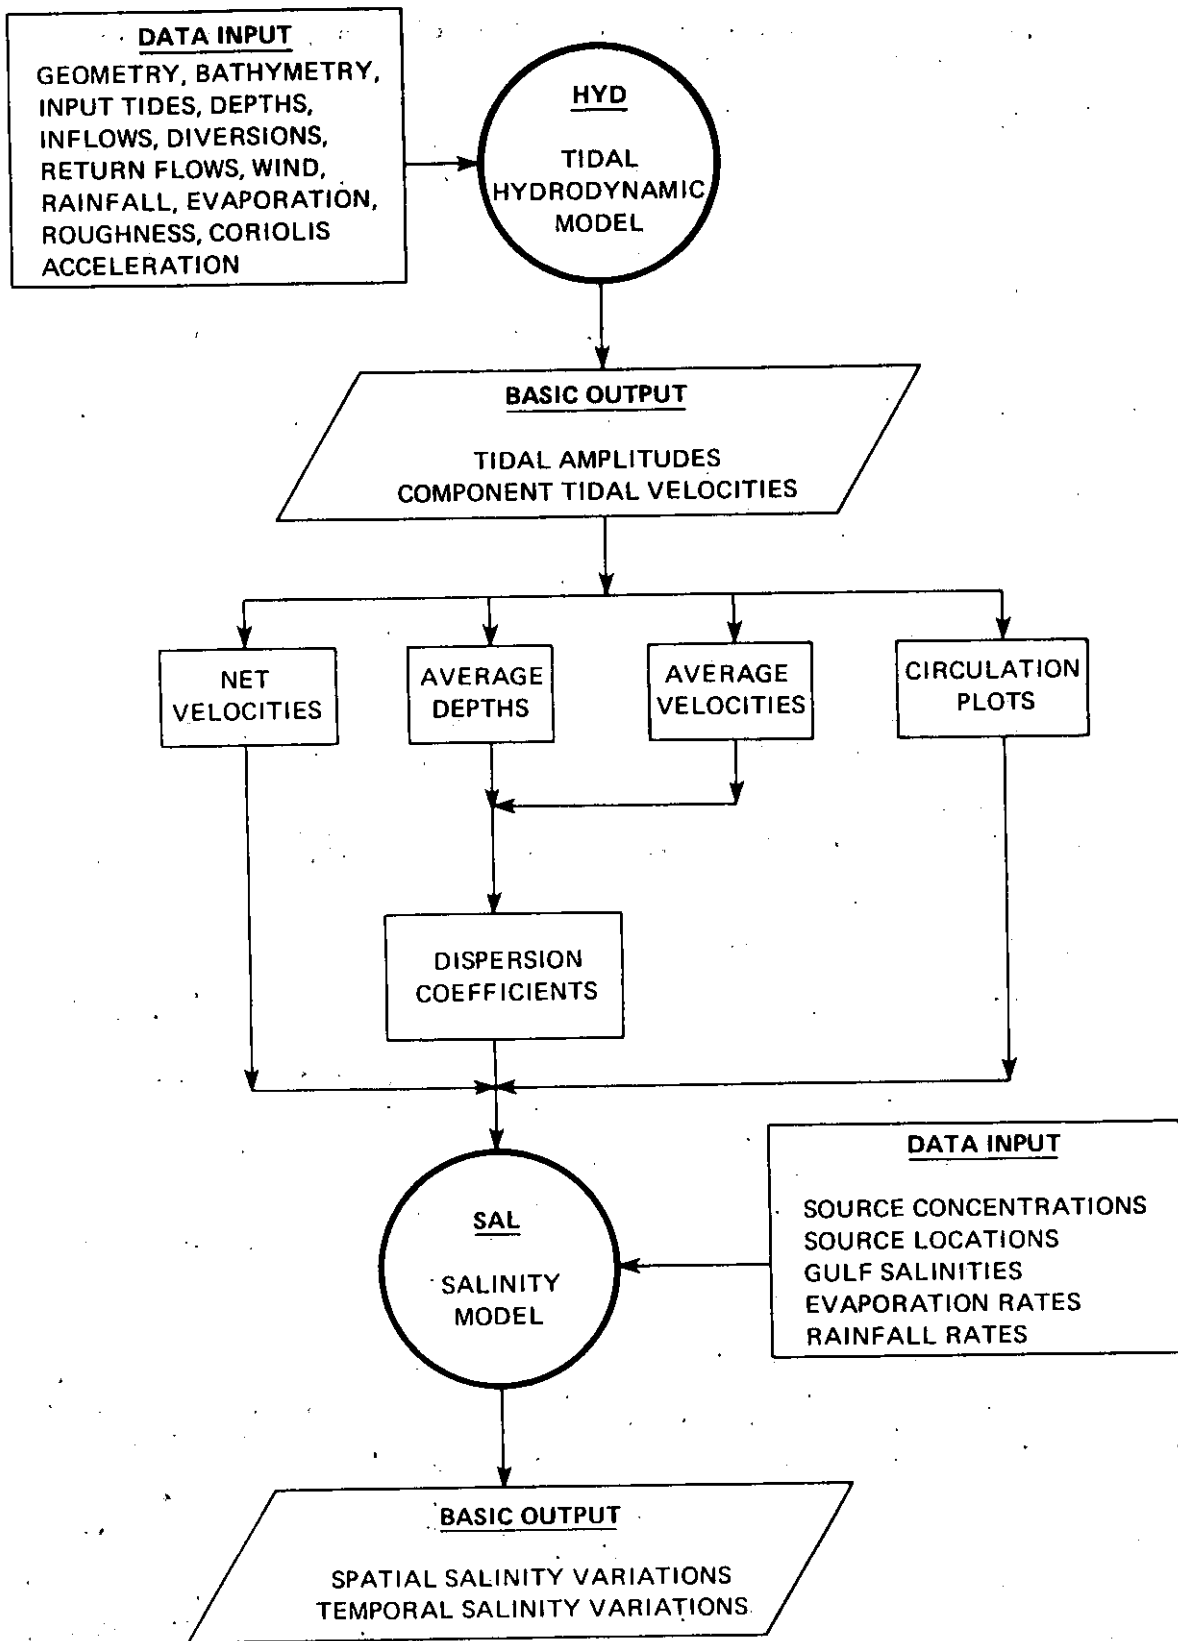 DATA INPUT
GEOMETRY, BATHYMETRY,
INPUT TIDES, DEPTHS,
INFLOWS, DIVERSIONS,
RETURN FLOWS, WIND,
RAINFALL, EVAPORATION,
ROUGHNESS, CORIOLIS
ACCELERATION
HYD
TIDAL
HYDRODYNAMIC
MODEL
BASIC OUTPUT
TIDAL AMPLITUDES
COMPONENT TIDAL VELOCITIES
NET
VELOCITIES
AVERAGE
DEPTHS
AVERAGE
VELOCITIES
CIRCULATION
PLOTS
DISPERSION
COEFFICIENTS
SAL
SALINITY
MODEL
DATA INPUT
SOURCE CONCENTRATIONS
SOURCE LOCATIONS
GULF SALINITIES
EVAPORATION RATES
RAINFALL RATES
BASIC OUTPUT
SPATIAL SALINITY VARIATIONS
TEMPORAL SALINITY VARIATIONS